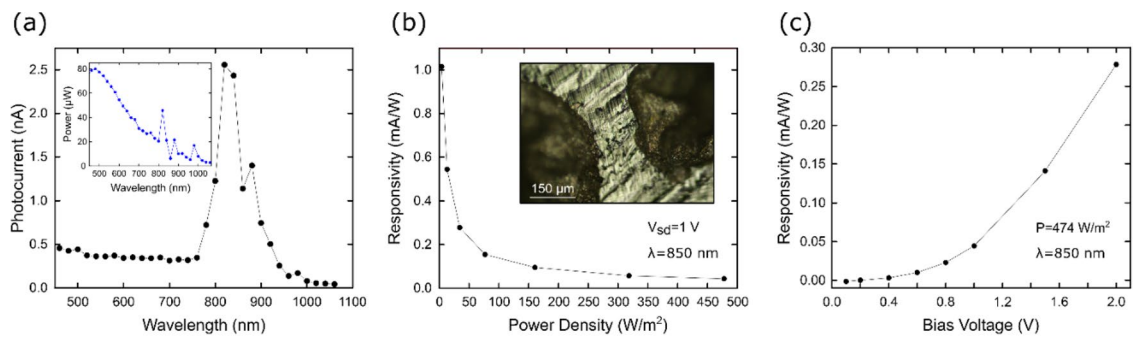 (a)
Photocurrent (nA)
2.5
2.0
1.5
1.0
0.5
0.0
500 600 700 800 900 1000 1100
Wavelength (nm)
Power (µW)
80
60
40
20
0
500 600 700 800 900 1000
Wavelength (nm)
(b)
Responsivity (mA/W)
1.0
0.8
0.6
0.4
0.2
0.0
0 50 100 150 200 250 300 350 400 450 500
Power Density (W/m²)
150 µm
Vsd=1 V
λ=850 nm
(c)
Responsivity (mA/W)
0.30
0.25
0.20
0.15
0.10
0.05
0.00
0.0 0.4 0.8 1.2 1.6 2.0
Bias Voltage (V)
P=474 W/m²
λ=850 nm